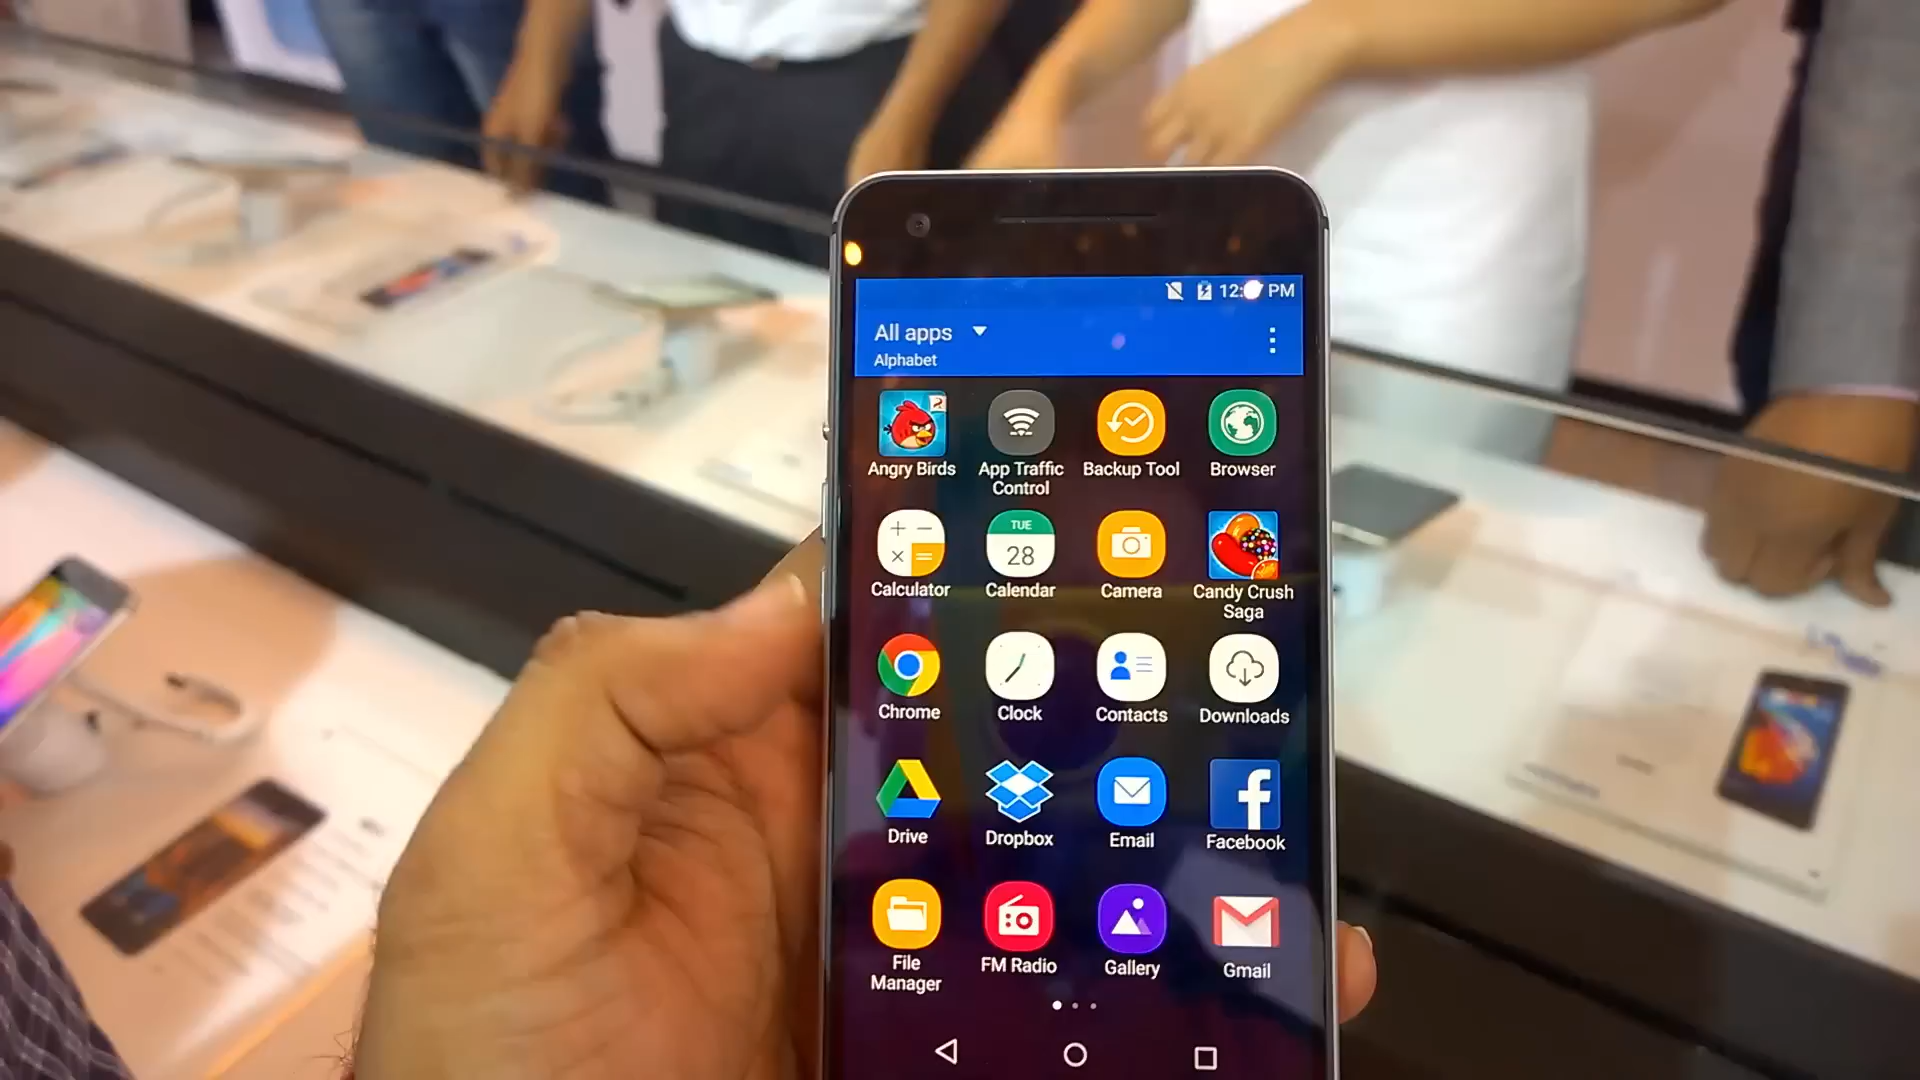 PM
All apps
Alphabet
Angry Birds
App Traffic
Control
Backup Tool
Browser
Calculator
TUE
28
Calendar
Camera
Candy Crush
Saga
Chrome
Clock
Contacts
Downloads
Drive
Dropbox
Email
Facebook
File
Manager
FM Radio
Gallery
Gmail